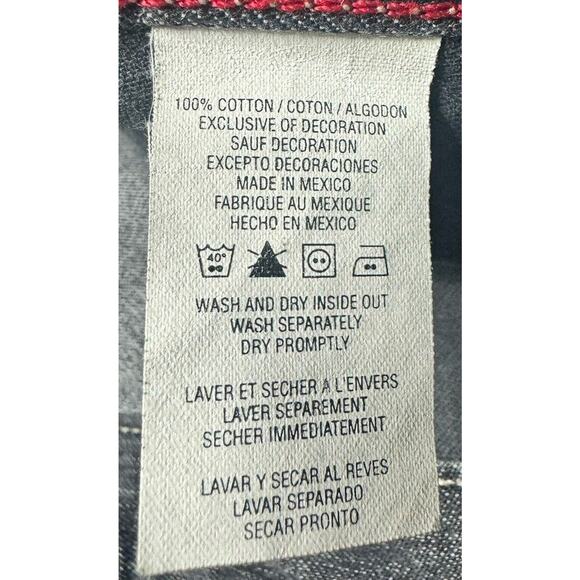 100% COTTON / COTON / ALGODON
EXCLUSIVE OF DECORATION
SAUF DECORATION
EXCEPTO DECORACIONES
MADE IN MEXICO
FABRIQUE AU MEXIQUE
HECHO EN MEXICO
40°
WASH AND DRY INSIDE OUT
WASH SEPARATELY
DRY PROMPTLY
LAVER ET SECHER A L'ENVERS
LAVER SEPAREMENT
SECHER IMMEDIATEMENT
LAVAR Y SECAR AL REVES
LAVAR SEPARADO
SECAR PRONTO